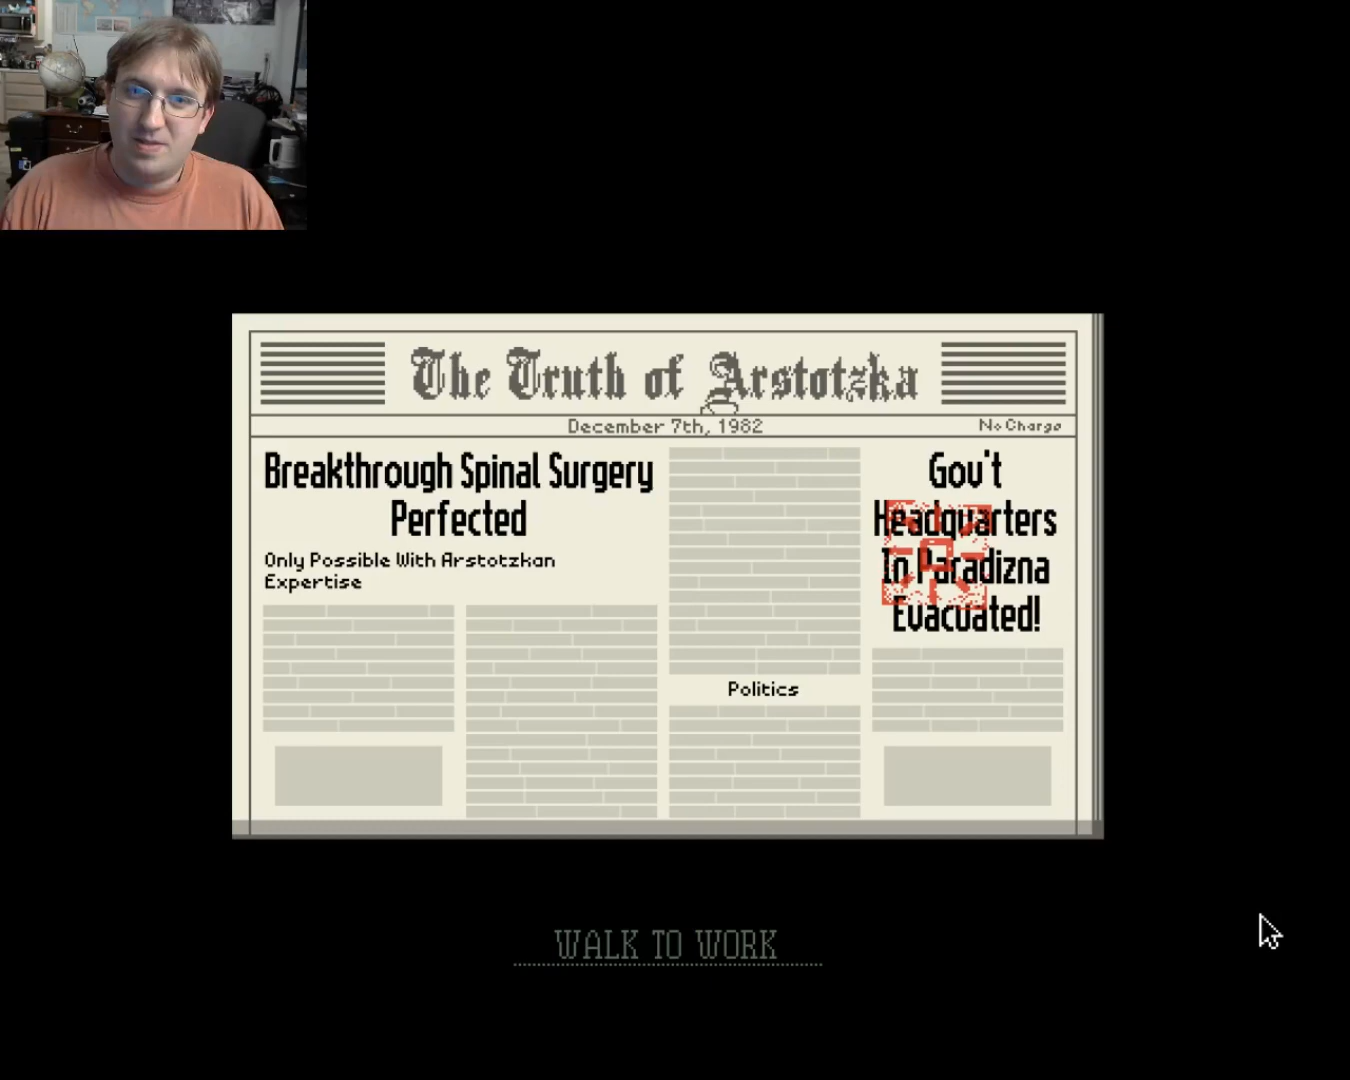 The Truth of Arstotzka
December 7th, 1982
No Charge
Breakthrough Spinal Surgery
Perfected
Only Possible With Arstotzkan
Expertise
Politics
Gov't
Headquarters
In Paradizna
Evacuated!
WALK TO WORK